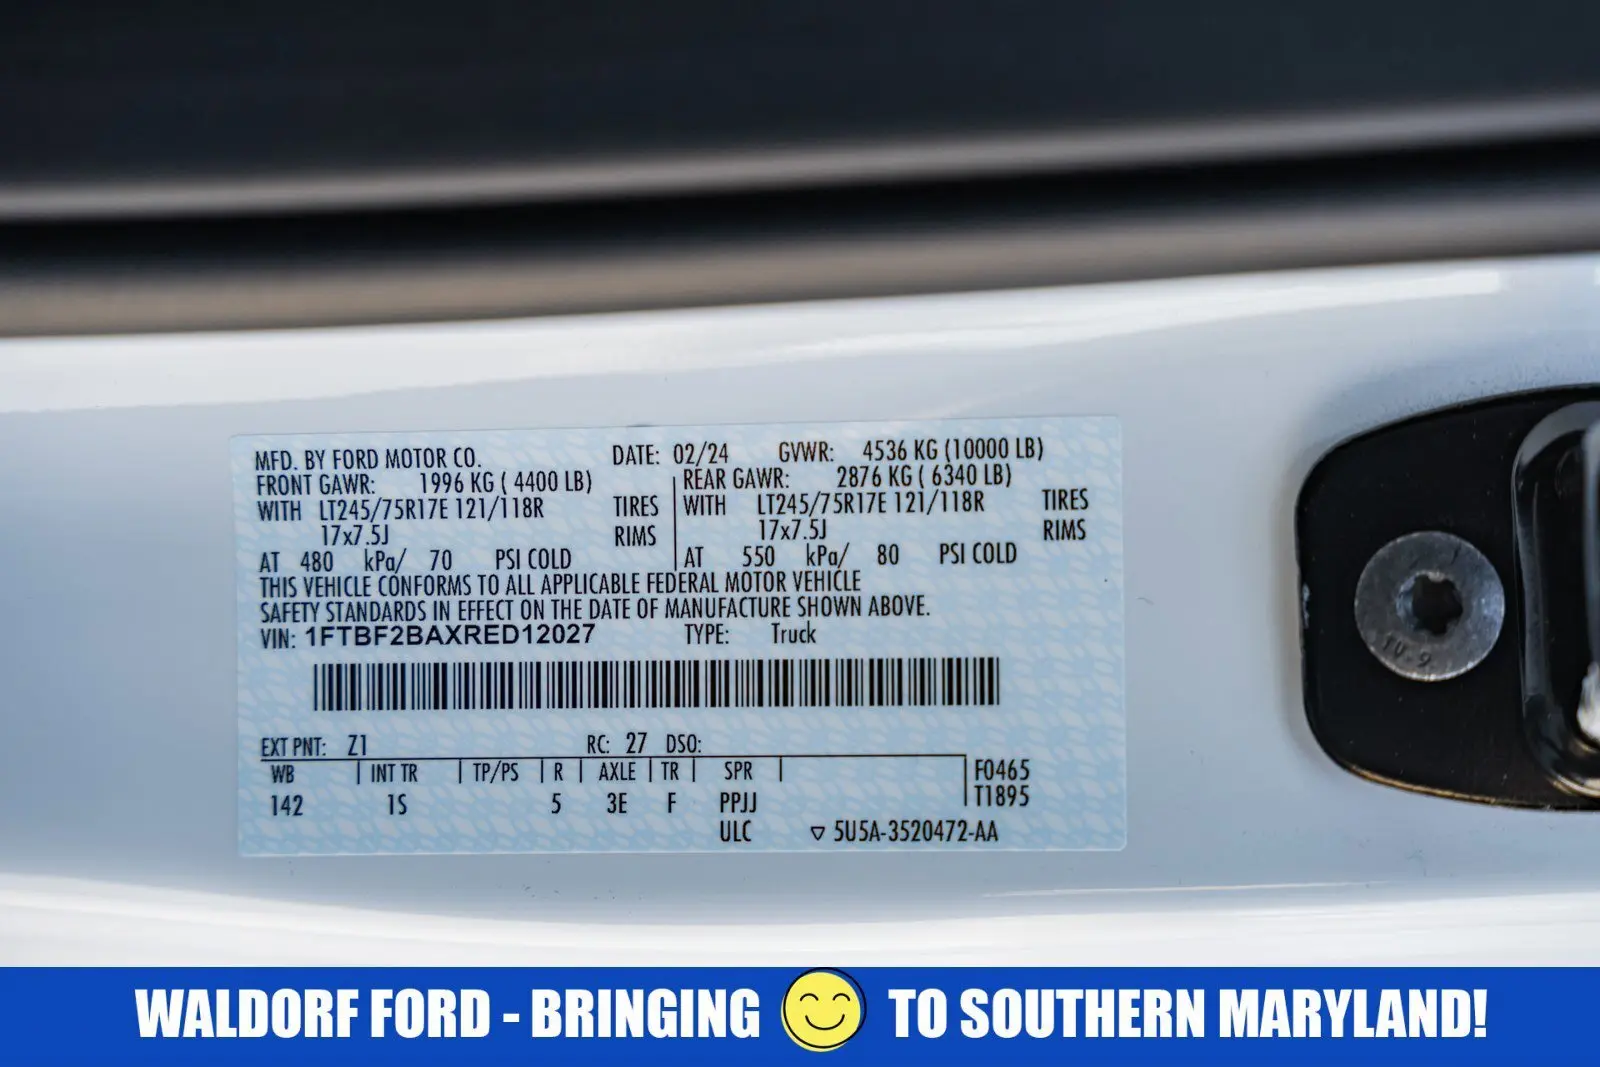 MFD. BY FORD MOTOR CO. DATE: 02/24 GVWR: 4536 KG (10000 LB)
FRONT GAWR: 1996 KG ( 4400 LB) REAR GAWR: 2876 KG ( 6340 LB)
WITH LT245/75R17E 121/118R TIRES WITH LT245/75R17E 121/118R TIRES
17x7.5J RIMS 17x7.5J RIMS
AT 480 kPa/ 70 PSI COLD AT 550 kPa/ 80 PSI COLD
THIS VEHICLE CONFORMS TO ALL APPLICABLE FEDERAL MOTOR VEHICLE
SAFETY STANDARDS IN EFFECT ON THE DATE OF MANUFACTURE SHOWN ABOVE.
VIN: 1FTBF2BAXRED12027 TYPE: Truck
EXT PNT: Z1 RC: 27 DSO:
WB INT TR TP/PS R AXLE TR SPR F0465
142 1S 5 3E F PPJJ T1895
ULC ▽ 5U5A-3520472-AA
10.9
WALDORF FORD - BRINGING TO SOUTHERN MARYLAND!